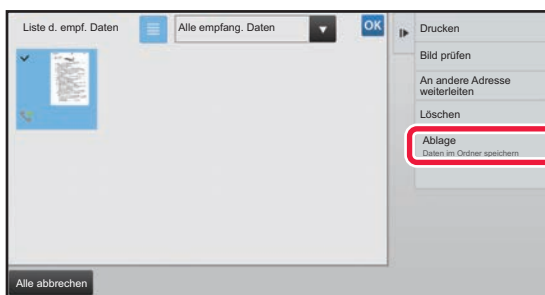 Liste d. empf. Daten
Alle empfang. Daten
OK
Drucken
Bild prüfen
An andere Adresse
weiterleiten
Löschen
Ablage
Daten im Ordner speichern
Alle abbrechen